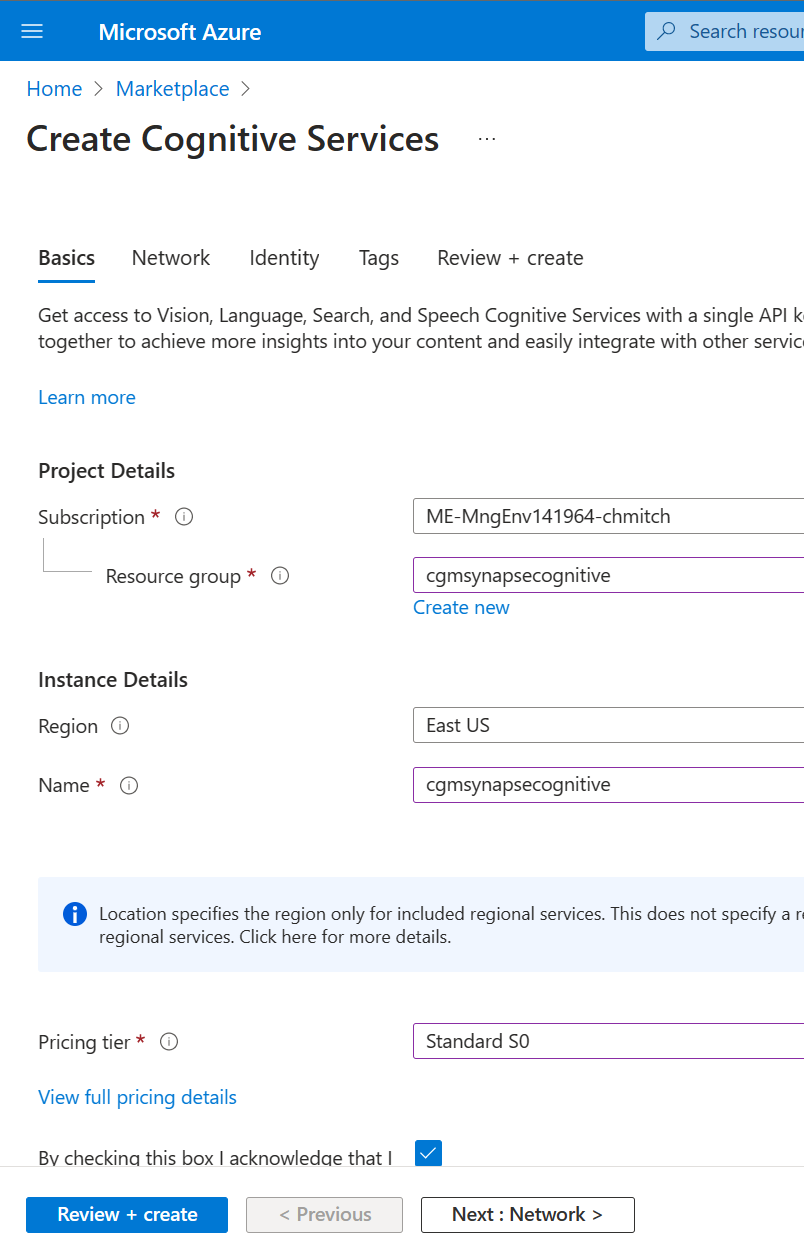 Microsoft Azure
Search resour
Home > Marketplace >
Create Cognitive Services ...
Basics Network Identity Tags Review + create
Get access to Vision, Language, Search, and Speech Cognitive Services with a single API k
together to achieve more insights into your content and easily integrate with other servic
Learn more
Project Details
Subscription *
ME-MngEnv141964-chmitch
Resource group *
cgmsynapsecognitive
Create new
Instance Details
Region
East US
Name *
cgmsynapsecognitive
Location specifies the region only for included regional services. This does not specify a r
regional services. Click here for more details.
Pricing tier *
Standard S0
View full pricing details
By checking this box I acknowledge that I
Review + create
< Previous
Next : Network >